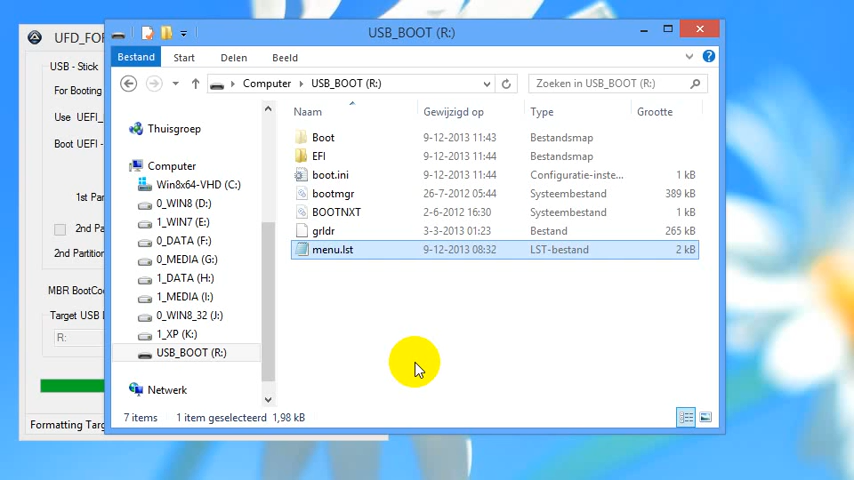 UFD_FO
USB_BOOT (R:)
Bestand Start Delen Beeld
Computer USB_BOOT (R:) Zoeken in USB_BOOT (R:)
USB - Stick
For Booting
Use UEFI_
Boot UEFI -
1st Par
2nd Pa
2nd Partition
MBR BootCoc
Target USB
R:
Formatting Targ
Thuisgroep
Computer
Win8x64-VHD (C:)
0_WIN8 (D:)
1_WIN7 (E:)
0_DATA (F:)
0_MEDIA (G:)
1_DATA (H:)
1_MEDIA (I:)
0_WIN8_32 (J:)
1_XP (K:)
USB_BOOT (R:)
Netwerk
Naam Gewijzigd op Type Grootte
Boot 9-12-2013 11:43 Bestandsmap
EFI 9-12-2013 11:44 Bestandsmap
boot.ini 9-12-2013 11:44 Configuratie-inste... 1 kB
bootmgr 26-7-2012 05:44 Systeembestand 389 kB
BOOTNXT 2-6-2012 16:30 Systeembestand 1 kB
grldr 3-3-2013 01:23 Bestand 265 kB
menu.lst 9-12-2013 08:32 LST-bestand 2 kB
7 items 1 item geselecteerd 1,98 kB